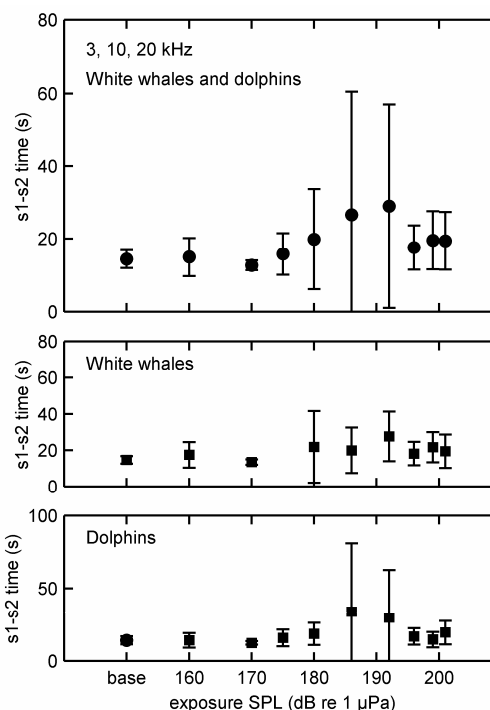 80
3, 10, 20 kHz
White whales and dolphins
60
40
20
0
s1-s2 time (s)
80
White whales
60
40
20
0
s1-s2 time (s)
100
Dolphins
50
0
s1-s2 time (s)
base 160 170 180 190 200
exposure SPL (dB re 1 µPa)